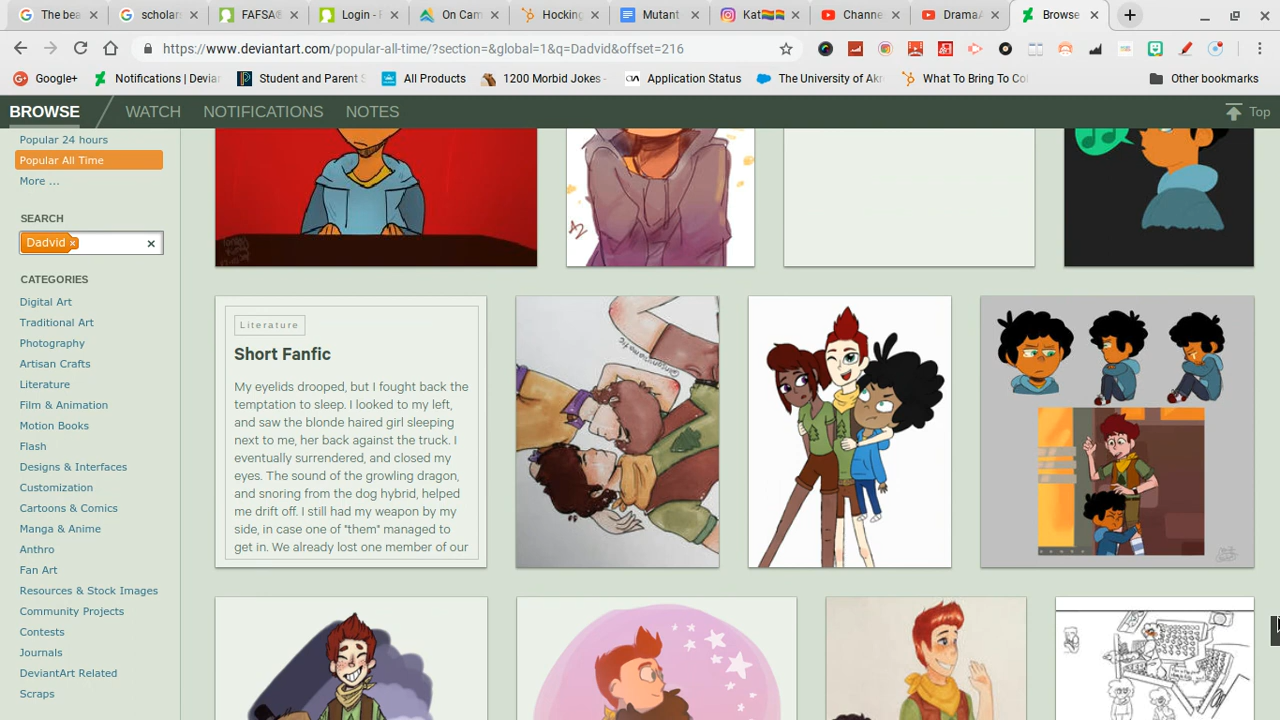 The bea
scholar
FAFSA®
Login - F
On Cam
Hocking
Mutant
Kat
Channe
DramaA
Browse
https://www.deviantart.com/popular-all-time/?section=&global=1&q=Dadvid&offset=216
Google+
Notifications | Devian
Student and Parent S
All Products
1200 Morbid Jokes -
Application Status
The University of Akr
What To Bring To Col
Other bookmarks
BROWSE
WATCH
NOTIFICATIONS
NOTES
Top
Popular 24 hours
Popular All Time
More ...
SEARCH
Dadvid x
CATEGORIES
Digital Art
Traditional Art
Photography
Artisan Crafts
Literature
Film & Animation
Motion Books
Flash
Designs & Interfaces
Customization
Cartoons & Comics
Manga & Anime
Anthro
Fan Art
Resources & Stock Images
Community Projects
Contests
Journals
DeviantArt Related
Scraps
Literature
Short Fanfic
My eyelids drooped, but I fought back the
temptation to sleep. I looked to my left,
and saw the blonde haired girl sleeping
next to me, her back against the truck. I
eventually surrendered, and closed my
eyes. The sound of the growling dragon,
and snoring from the dog hybrid, helped
me drift off. I still had my weapon by my
side, in case one of "them" managed to
get in. We already lost one member of our